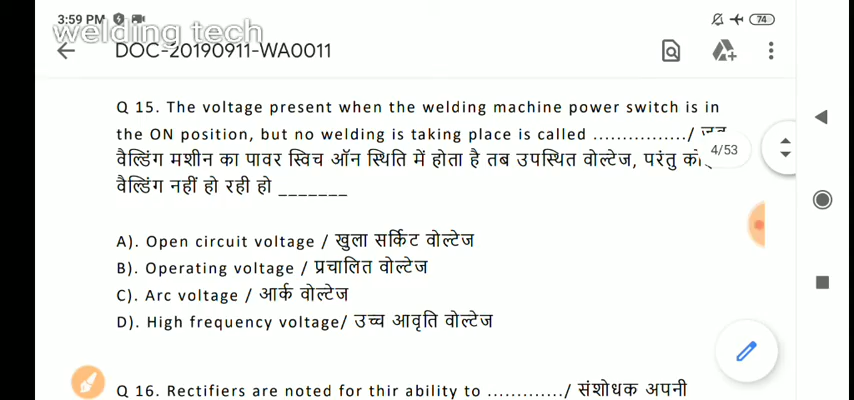 3:59 PM
74
welding tech
DOC-20190911-WA0011
Q 15. The voltage present when the welding machine power switch is in
the ON position, but no welding is taking place is called ................/
4/53
वैल्डिंग मशीन का पावर स्विच ऑन स्थिति में होता है तब उपस्थित वोल्टेज, परंतु
वैल्डिंग नहीं हो रही हो _______
A). Open circuit voltage / खुला सर्किट वोल्टेज
B). Operating voltage / प्रचालित वोल्टेज
C). Arc voltage / आर्क वोल्टेज
D). High frequency voltage/ उच्च आवृति वोल्टेज
Q 16. Rectifiers are noted for thir ability to ............./ संशोधक अपनी